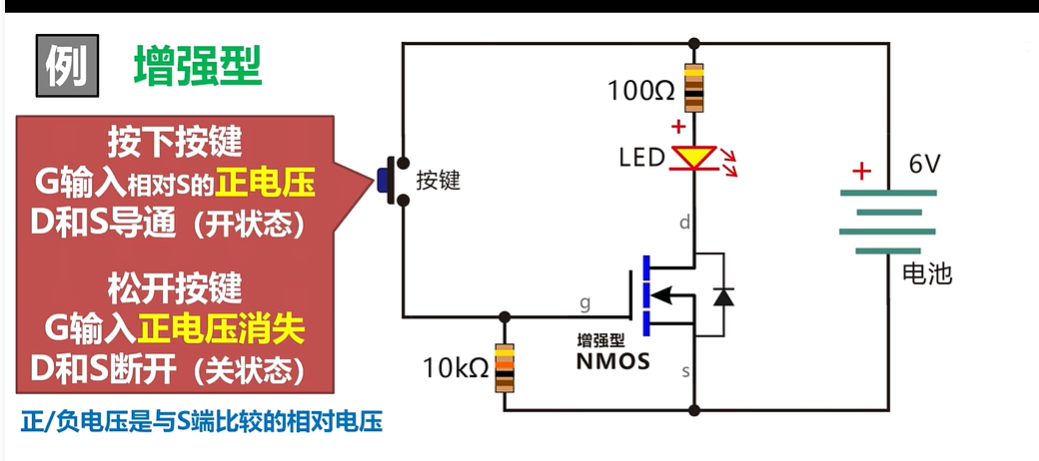 例 增强型
按下按键
G输入相对S的正电压
D和S导通（开状态）
松开按键
G输入正电压消失
D和S断开（关状态）
正/负电压是与S端比较的相对电压
按键
100Ω
+
LED
d
g
增强型
NMOS
s
10kΩ
+
6V
电池